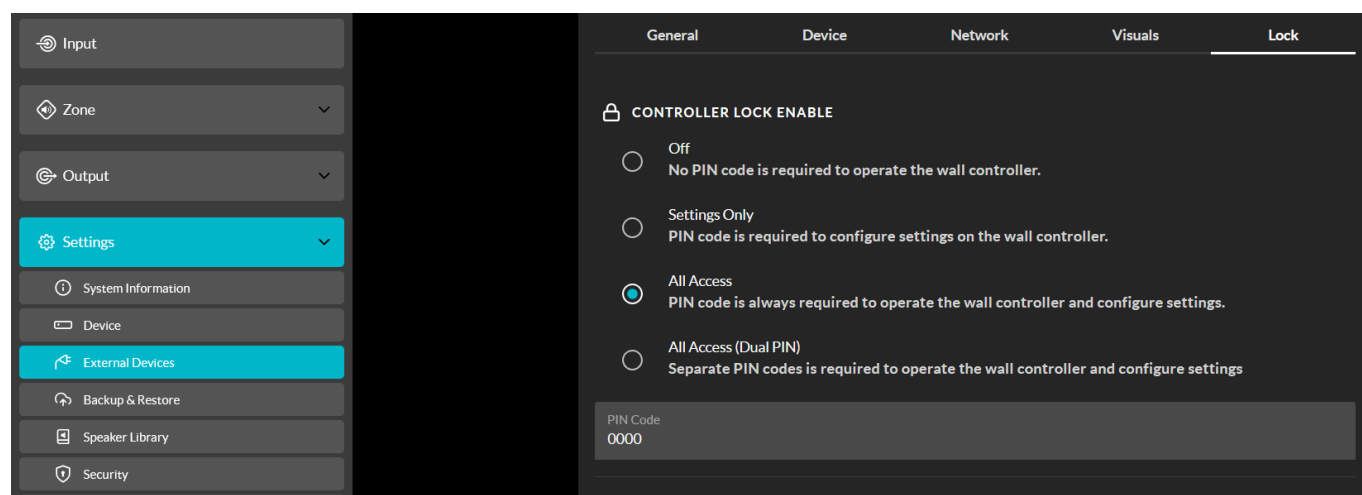 Input
Zone
Output
Settings
System Information
Device
External Devices
Backup & Restore
Speaker Library
Security
General Device Network Visuals Lock
CONTROLLER LOCK ENABLE
Off
No PIN code is required to operate the wall controller.
Settings Only
PIN code is required to configure settings on the wall controller.
All Access
PIN code is always required to operate the wall controller and configure settings.
All Access (Dual PIN)
Separate PIN codes is required to operate the wall controller and configure settings
PIN Code
0000